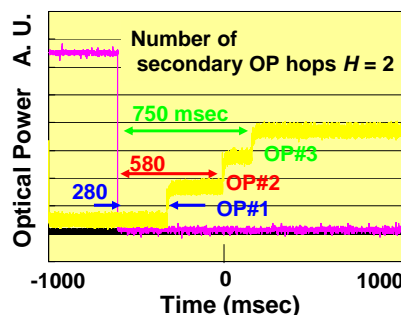 Optical Power A. U.
Number of
secondary OP hops H = 2
750 msec
580
OP#3
OP#2
280
OP#1
-1000 0 1000
Time (msec)